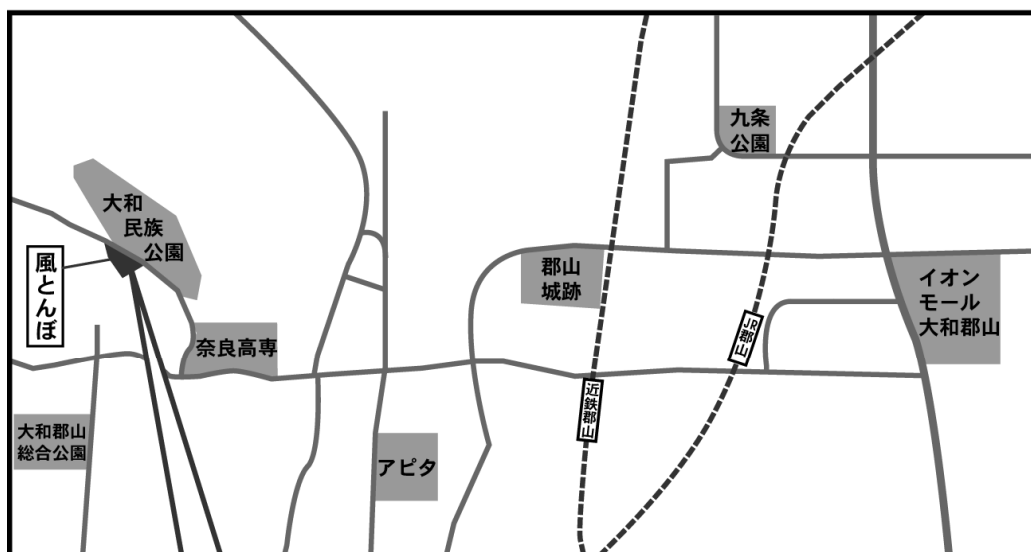 九条
公園
大和
民族
公園
風とんぼ
郡山
城跡
イオン
モール
大和郡山
JR郡山
奈良高専
近鉄郡山
大和郡山
総合公園
アピタ